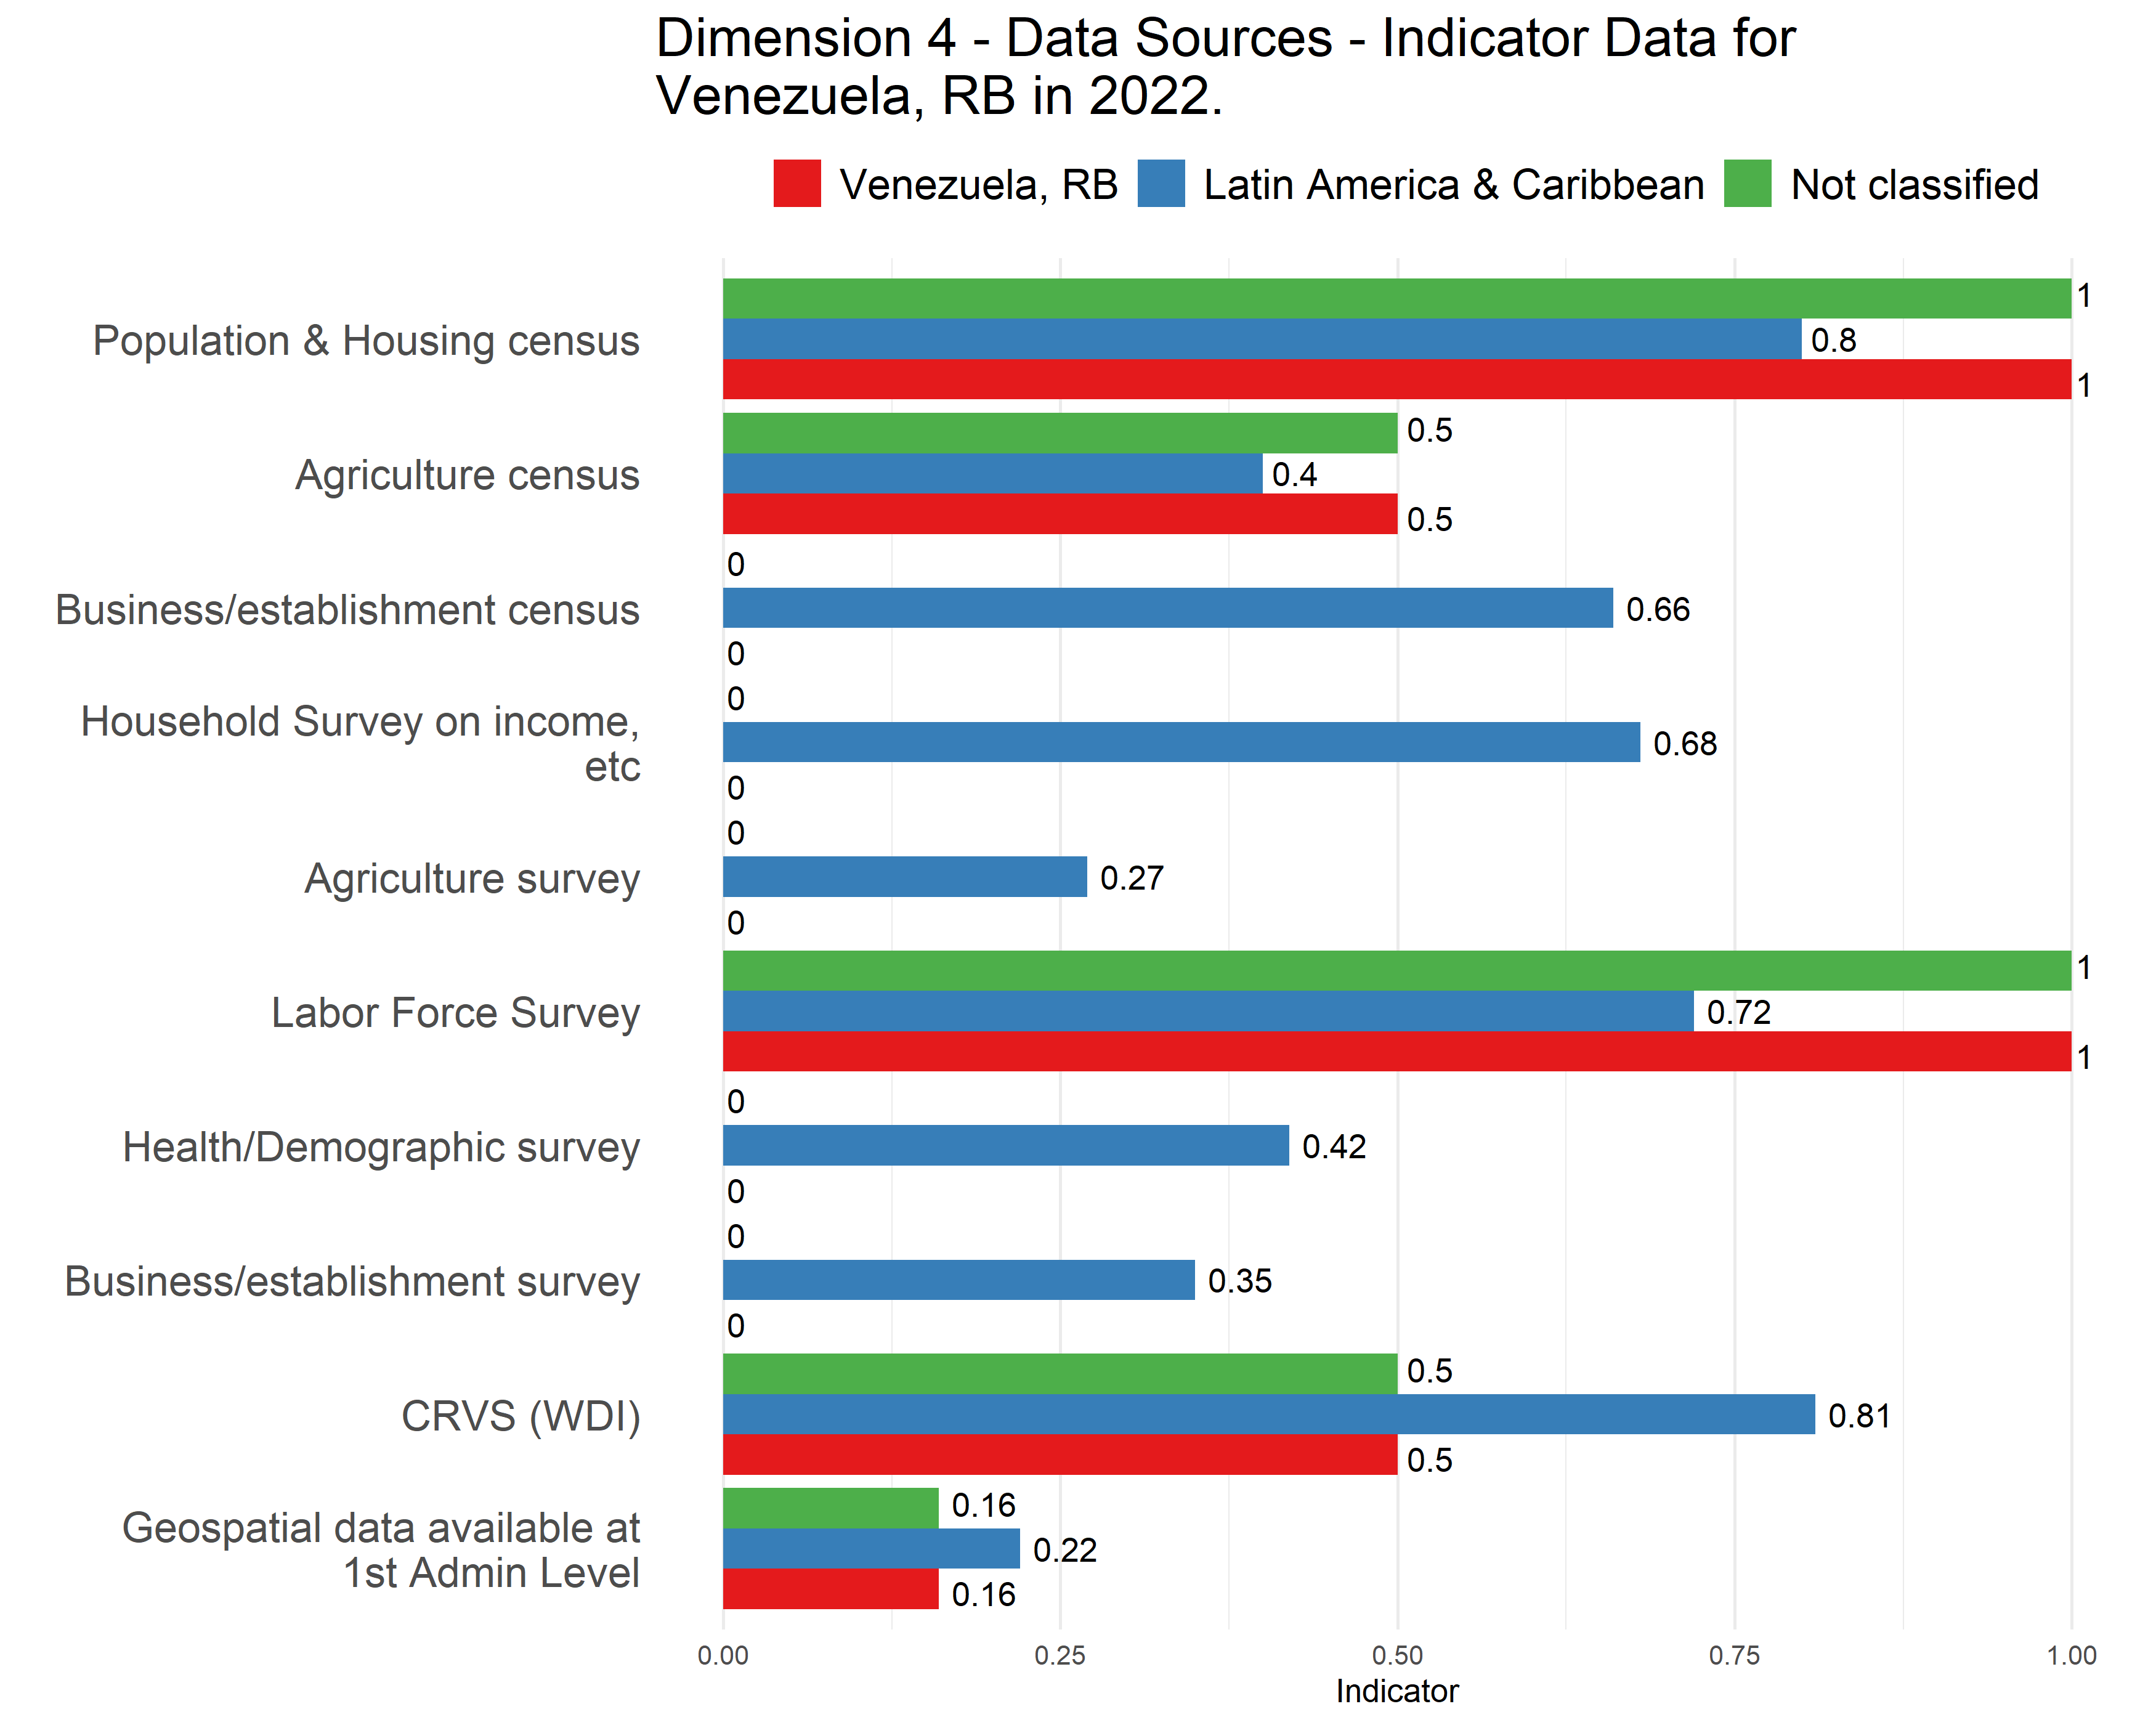 Dimension 4 - Data Sources - Indicator Data for
Venezuela, RB in 2022.
Venezuela, RB
Latin America & Caribbean
Not classified
Population & Housing census
1
0.8
1
Agriculture census
0.5
0.4
0.5
Business/establishment census
0
0.66
0
Household Survey on income,
etc
0
0.68
0
Agriculture survey
0
0.27
0
Labor Force Survey
1
0.72
1
Health/Demographic survey
0
0.42
0
Business/establishment survey
0
0.35
0
CRVS (WDI)
0.5
0.81
0.5
Geospatial data available at
1st Admin Level
0.16
0.22
0.16
0.00
0.25
0.50
0.75
1.00
Indicator